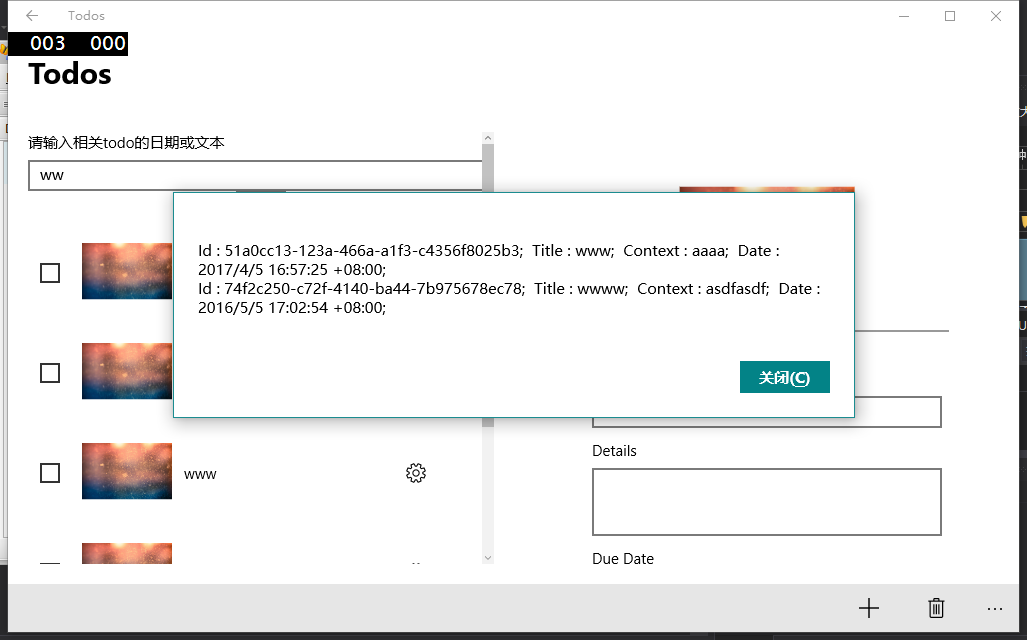 Todos
003 000
Todos
请输入相关todo的日期或文本
ww
Id : 51a0cc13-123a-466a-a1f3-c4356f8025b3;  Title : www;  Context : aaaa;  Date :
2017/4/5 16:57:25 +08:00;
Id : 74f2c250-c72f-4140-ba44-7b975678ec78;  Title : wwww;  Context : asdfasdf;  Date :
2016/5/5 17:02:54 +08:00;
关闭(C)
www
Details
Due Date